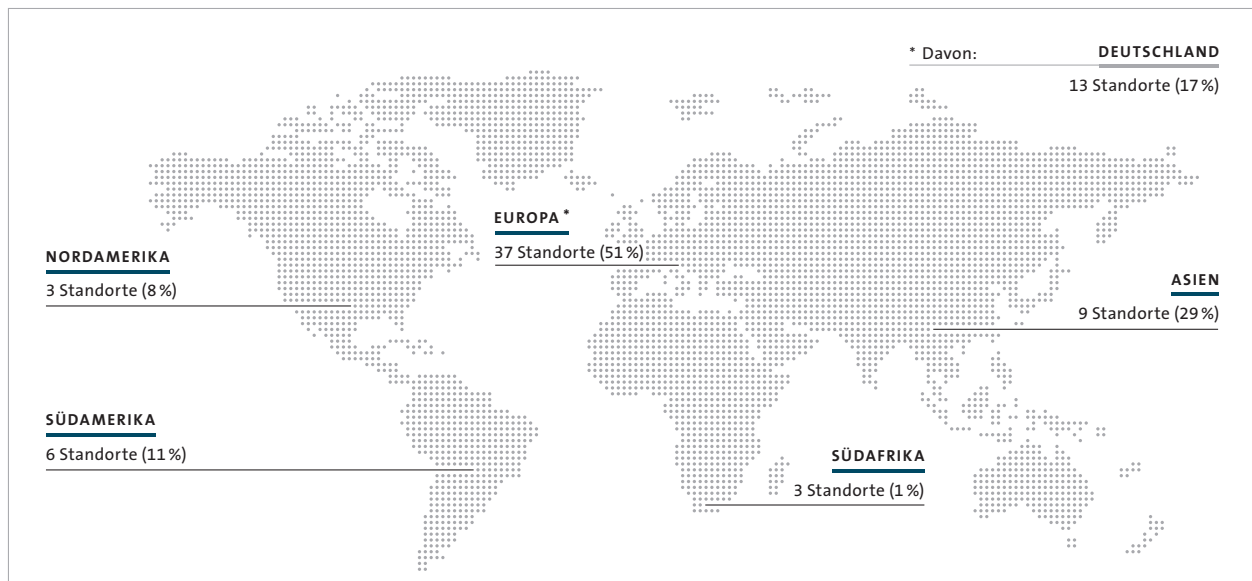 * Davon: DEUTSCHLAND
13 Standorte (17 %)
EUROPA *
37 Standorte (51 %)
NORDAMERIKA
3 Standorte (8 %)
ASIEN
9 Standorte (29 %)
SÜDAMERIKA
6 Standorte (11 %)
SÜDAFRIKA
3 Standorte (1 %)